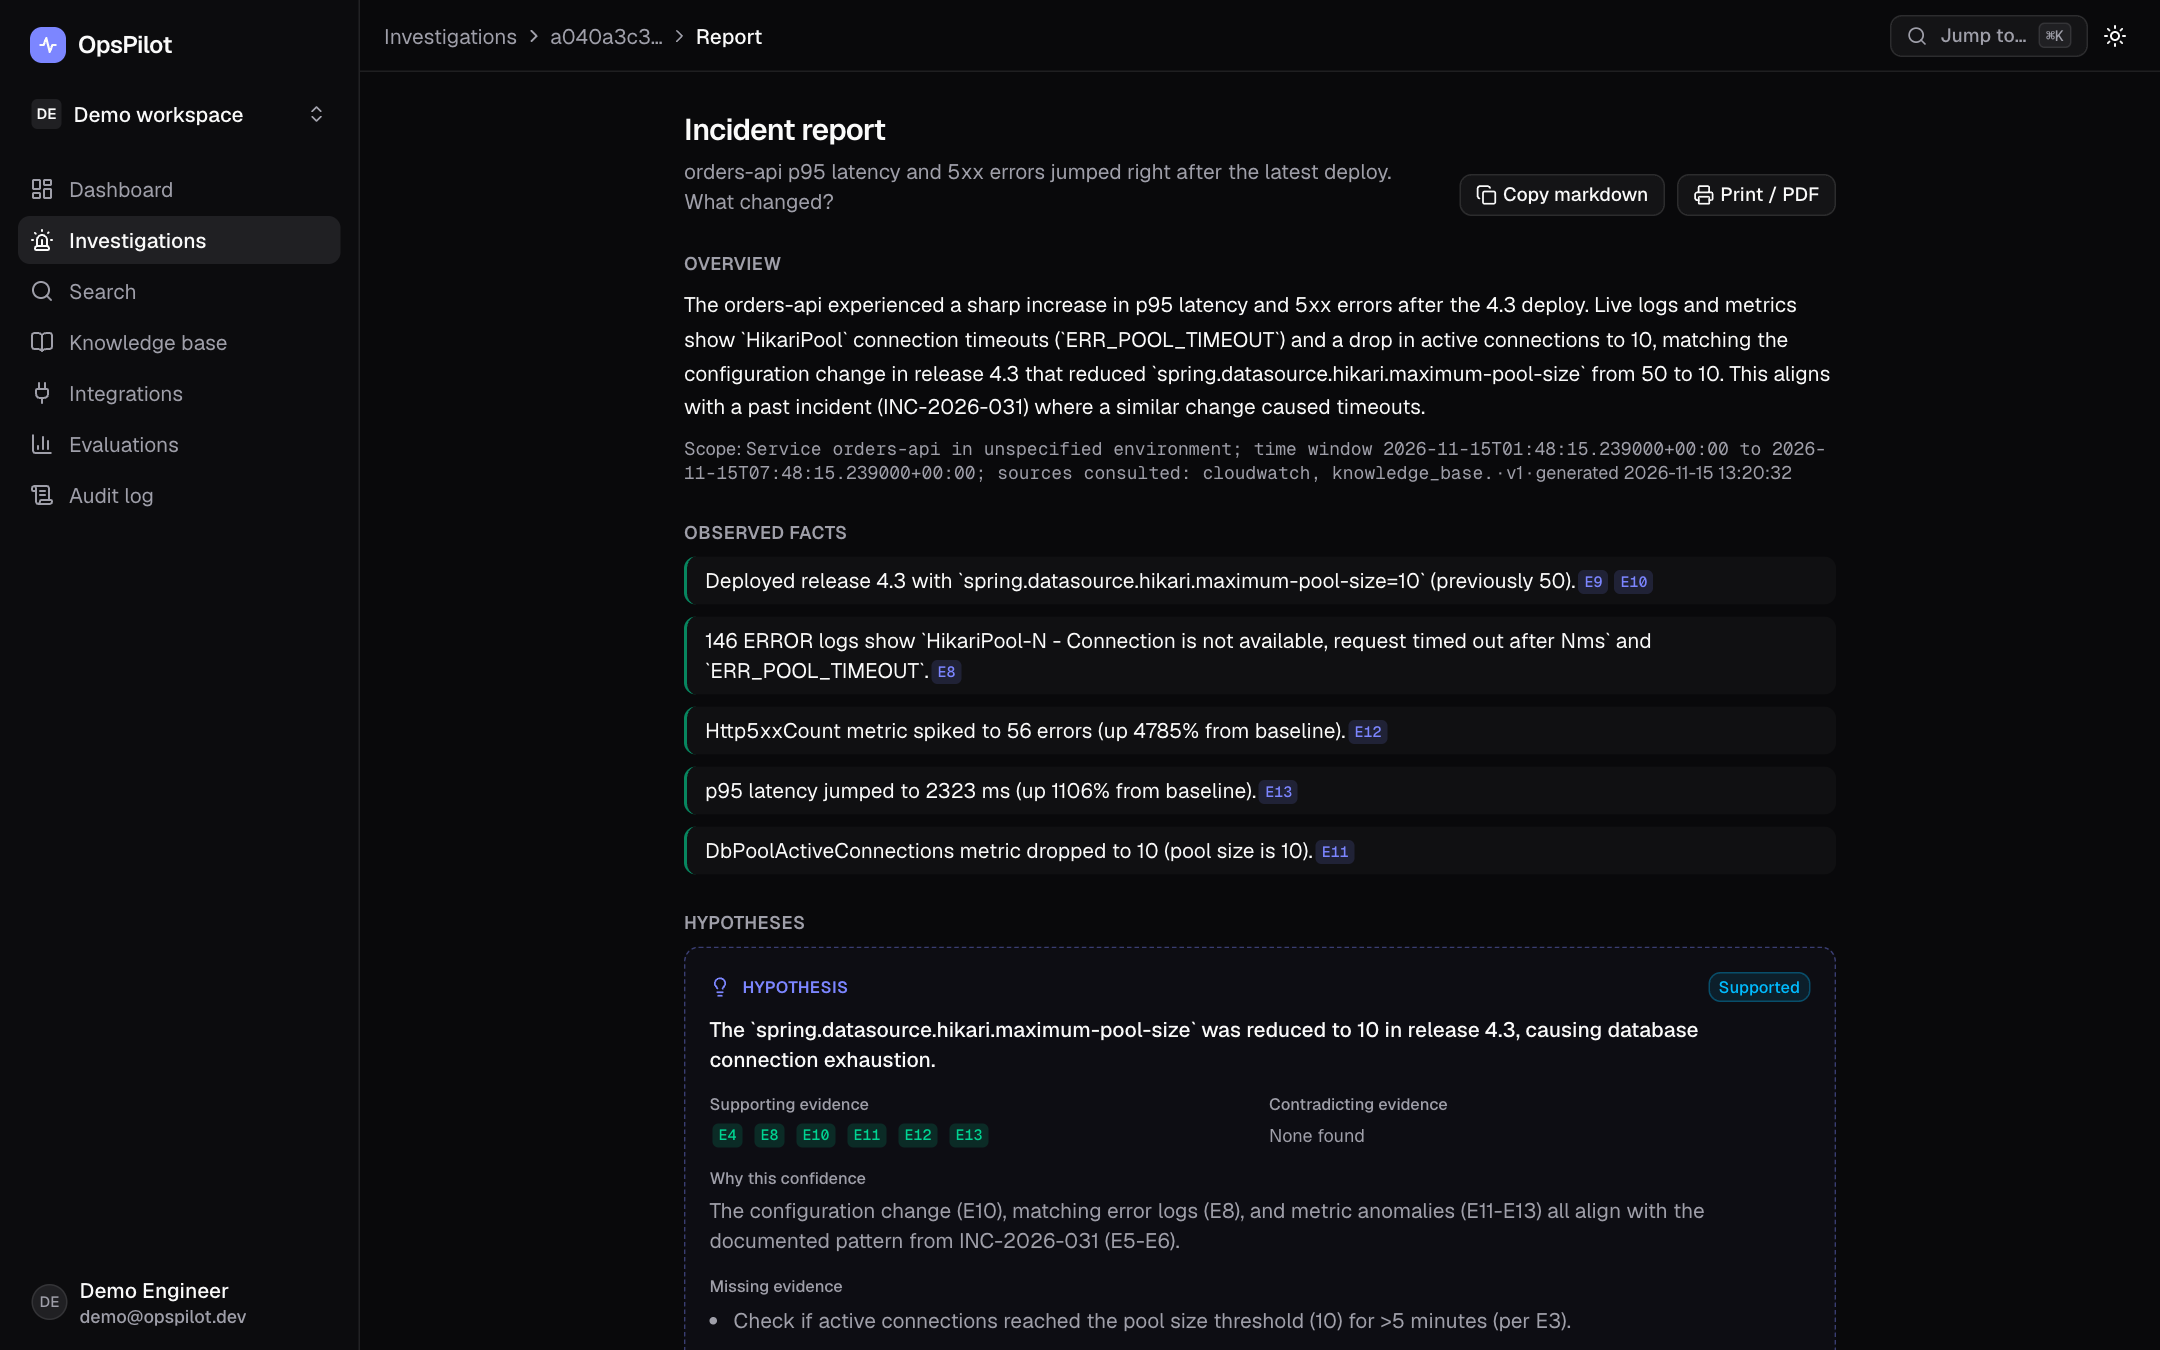 OpsPilot
DE Demo workspace
Dashboard
Investigations
Search
Knowledge base
Integrations
Evaluations
Audit log
DE Demo Engineer
demo@opspilot.dev
Investigations > a040a3c3... > Report
Jump to... ⌘K
Incident report
orders-api p95 latency and 5xx errors jumped right after the latest deploy.
What changed?
Copy markdown
Print / PDF
OVERVIEW
The orders-api experienced a sharp increase in p95 latency and 5xx errors after the 4.3 deploy. Live logs and metrics
show `HikariPool` connection timeouts (`ERR_POOL_TIMEOUT`) and a drop in active connections to 10, matching the
configuration change in release 4.3 that reduced `spring.datasource.hikari.maximum-pool-size` from 50 to 10. This aligns
with a past incident (INC-2026-031) where a similar change caused timeouts.
Scope: Service orders-api in unspecified environment; time window 2026-11-15T01:48:15.239000+00:00 to 2026-
11-15T07:48:15.239000+00:00; sources consulted: cloudwatch, knowledge_base. · v1 · generated 2026-11-15 13:20:32
OBSERVED FACTS
Deployed release 4.3 with `spring.datasource.hikari.maximum-pool-size=10` (previously 50). E9 E10
146 ERROR logs show `HikariPool-N - Connection is not available, request timed out after Nms` and
`ERR_POOL_TIMEOUT`. E8
Http5xxCount metric spiked to 56 errors (up 4785% from baseline). E12
p95 latency jumped to 2323 ms (up 1106% from baseline). E13
DbPoolActiveConnections metric dropped to 10 (pool size is 10). E11
HYPOTHESES
HYPOTHESIS
Supported
The `spring.datasource.hikari.maximum-pool-size` was reduced to 10 in release 4.3, causing database
connection exhaustion.
Supporting evidence
E4 E8 E10 E11 E12 E13
Contradicting evidence
None found
Why this confidence
The configuration change (E10), matching error logs (E8), and metric anomalies (E11-E13) all align with the
documented pattern from INC-2026-031 (E5-E6).
Missing evidence
• Check if active connections reached the pool size threshold (10) for >5 minutes (per E3).